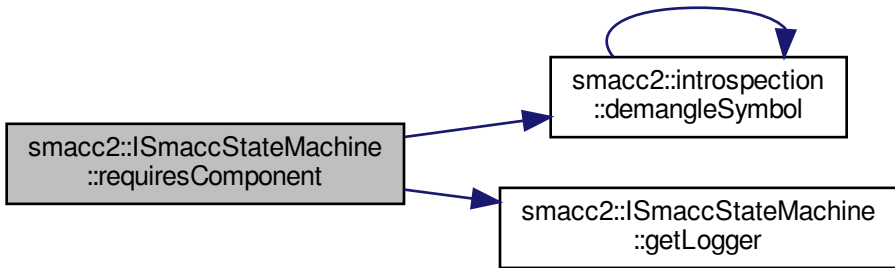 smacc2::introspection
::demangleSymbol
smacc2::ISmaccStateMachine
::requiresComponent
smacc2::ISmaccStateMachine
::getLogger